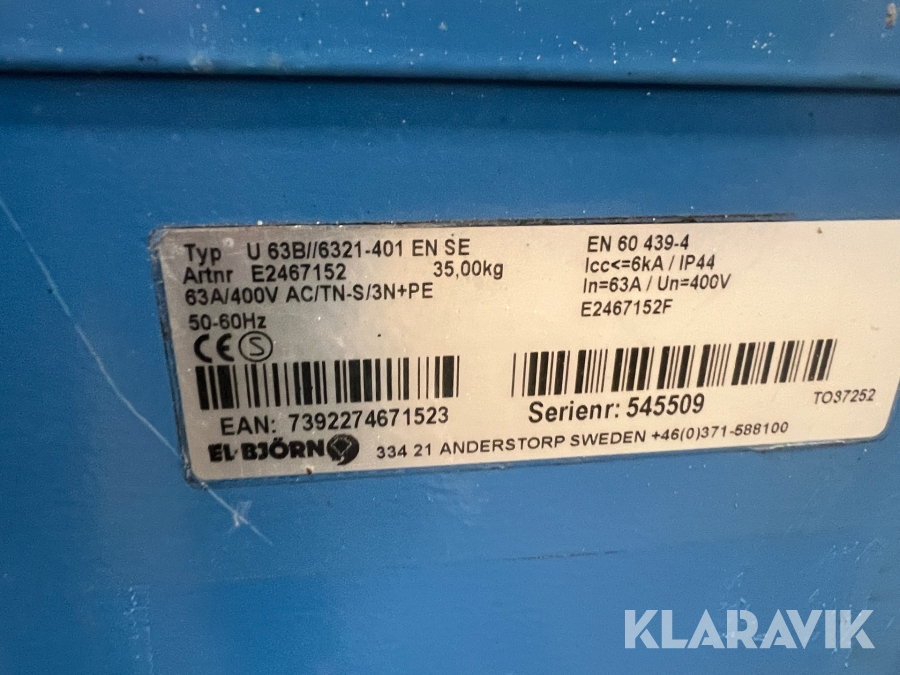 Typ U 63B//6321-401 EN SE
Artnr E2467152 35,00kg
63A/400V AC/TN-S/3N+PE
50-60Hz
CE S
EAN: 7392274671523
EL·BJÖRN
EN 60 439-4
Icc<=6kA / IP44
In=63A / Un=400V
E2467152F
Serienr: 545509
TO37252
334 21 ANDERSTORP SWEDEN +46(0)371-588100
KLARAVIK